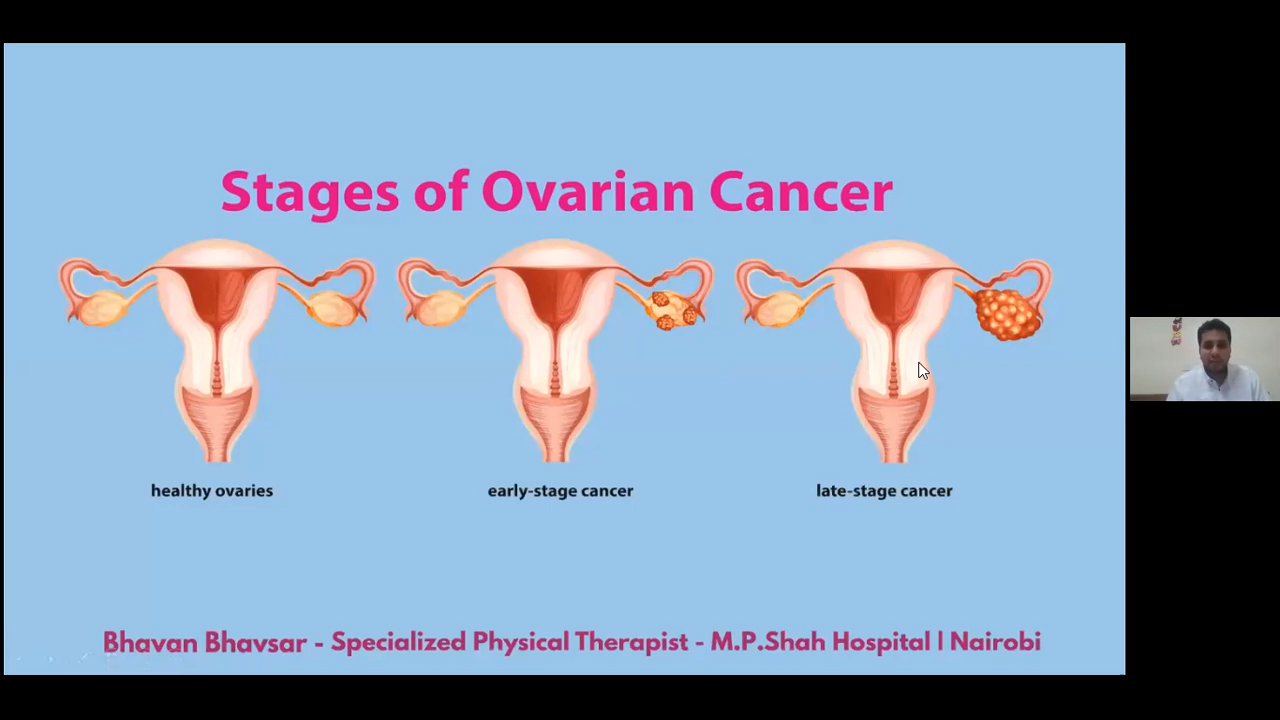 Stages of Ovarian Cancer
healthy ovaries
early-stage cancer
late-stage cancer
Bhavan Bhavsar - Specialized Physical Therapist - M.P.Shah Hospital | Nairobi